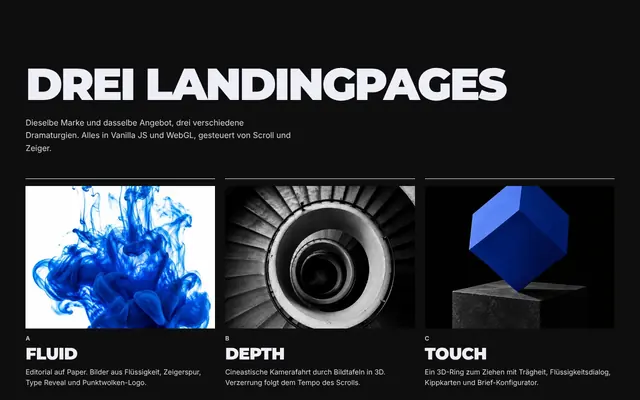 DREI LANDINGPAGES
Dieselbe Marke und dasselbe Angebot, drei verschiedene
Dramaturgien. Alles in Vanilla JS und WebGL, gesteuert von Scroll und
Zeiger.
A
FLUID
Editorial auf Paper. Bilder aus Flüssigkeit, Zeigerspur,
Type Reveal und Punktwolken-Logo.
B
DEPTH
Cineastische Kamerafahrt durch Bildtafeln in 3D.
Verzerrung folgt dem Tempo des Scrolls.
C
TOUCH
Ein 3D-Ring zum Ziehen mit Trägheit, Flüssigkeitsdialog,
Kippkarten und Brief-Konfigurator.